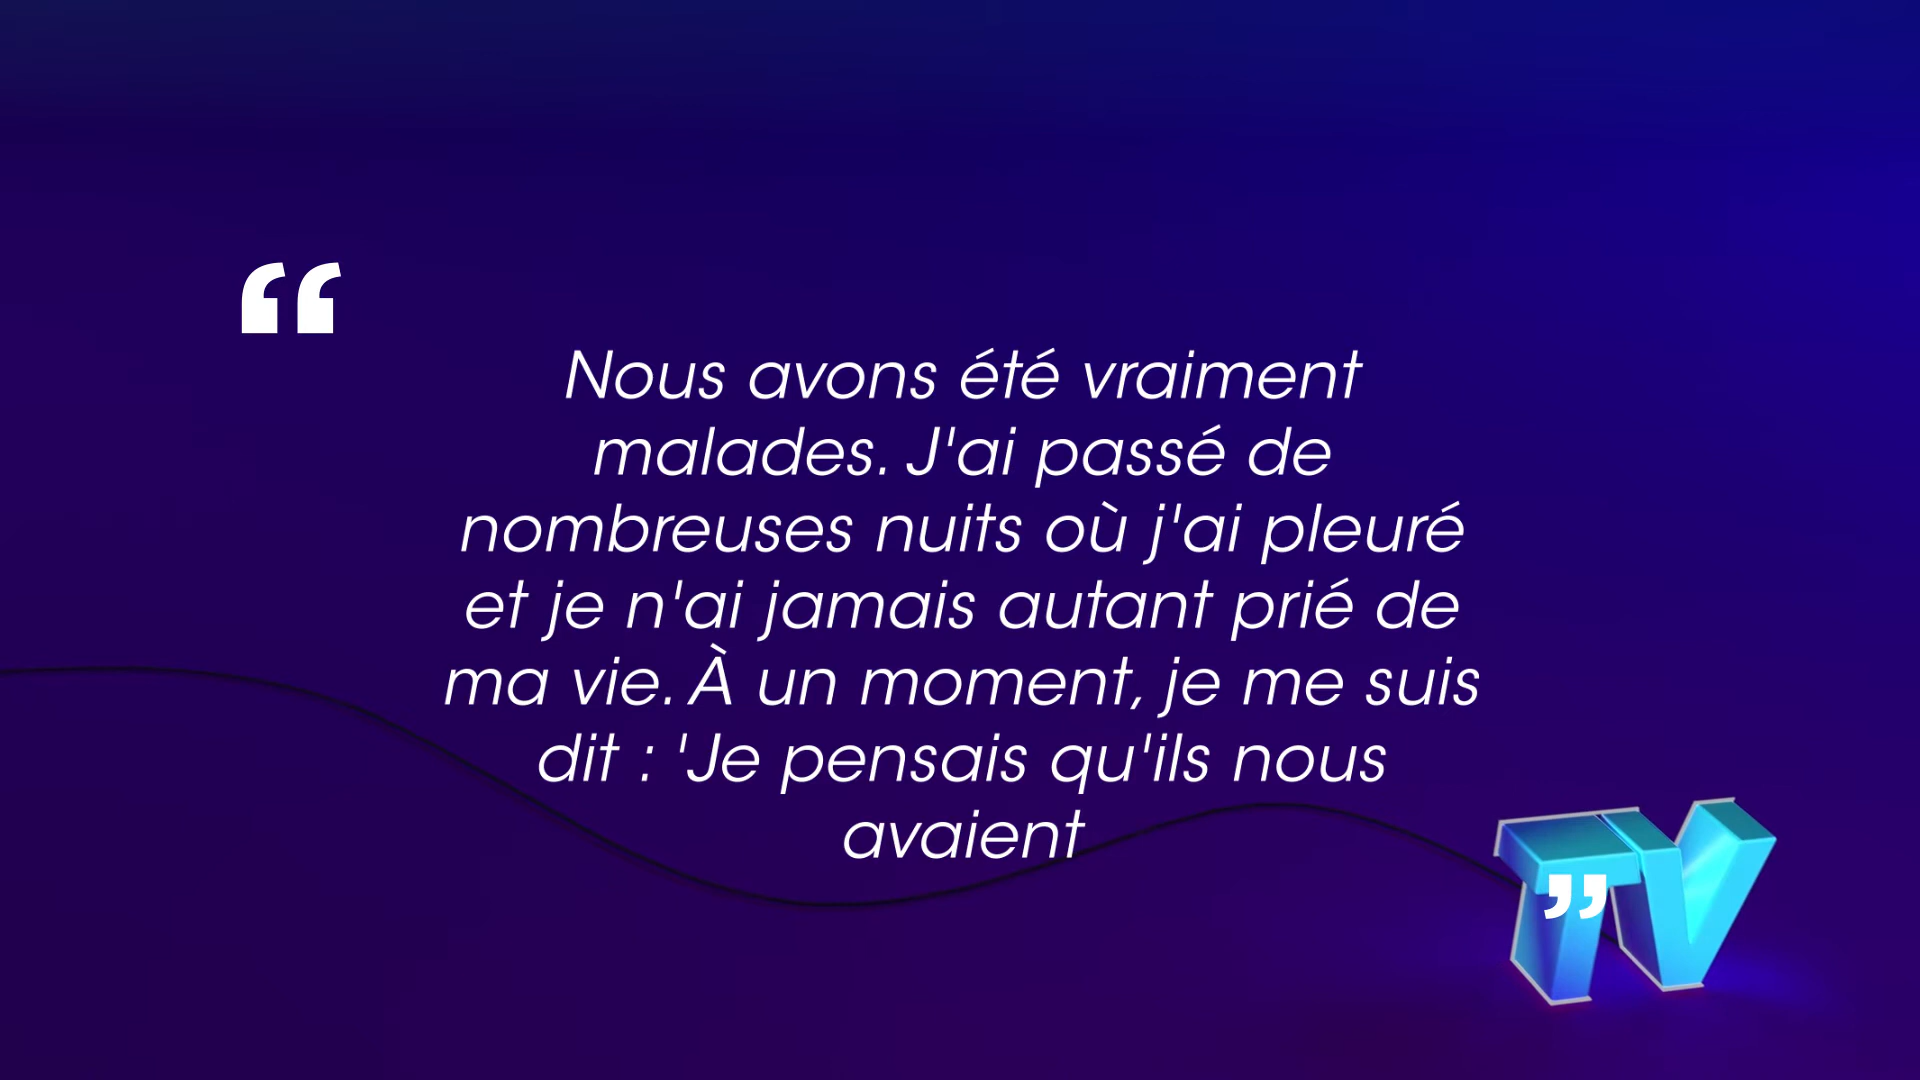 “
Nous avons été vraiment
malades. J'ai passé de
nombreuses nuits où j'ai pleuré
et je n'ai jamais autant prié de
ma vie. À un moment, je me suis
dit : 'Je pensais qu'ils nous
avaient
”
TV